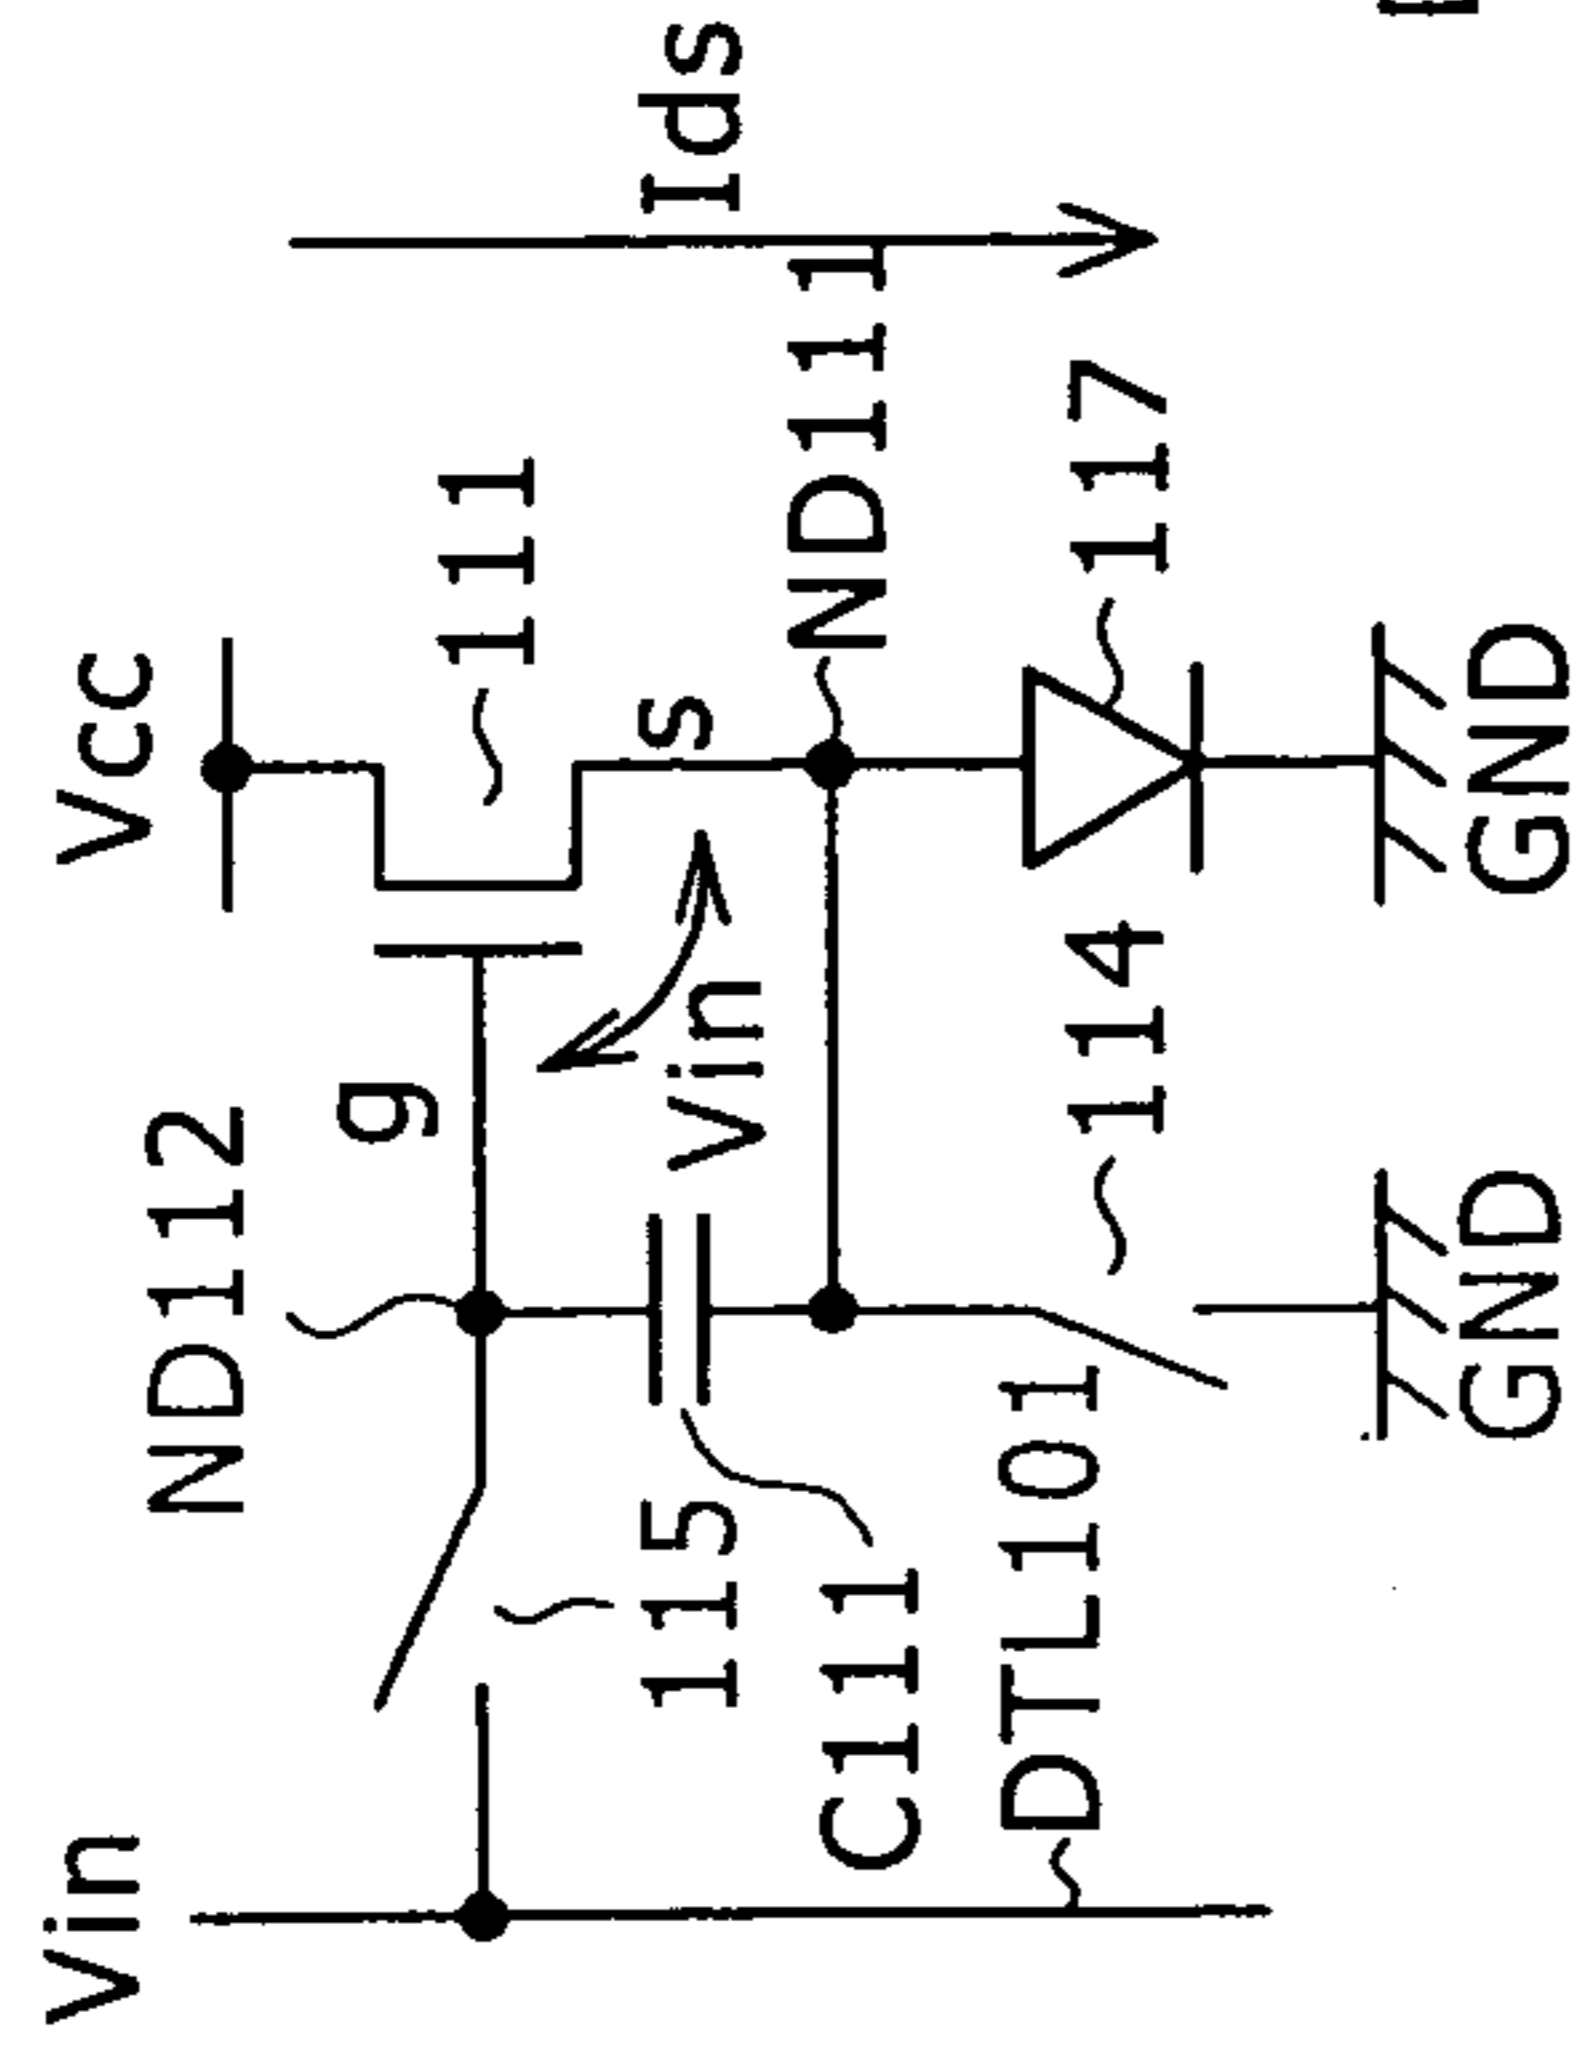 Vin
Vcc
ND112
g
111
115
Vin
s
Ids
C111
ND111
DTL101
114
117
GND
GND